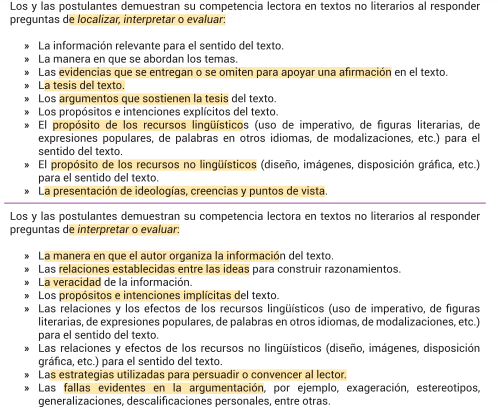 Los y las postulantes demuestran su competencia lectora en textos no literarios al responder
preguntas de localizar, interpretar o evaluar:
» La información relevante para el sentido del texto.
» La manera en que se abordan los temas.
» Las evidencias que se entregan o se omiten para apoyar una afirmación en el texto.
» La tesis del texto.
» Los argumentos que sostienen la tesis del texto.
» Los propósitos e intenciones explícitos del texto.
» El propósito de los recursos lingüísticos (uso de imperativo, de figuras literarias, de
expresiones populares, de palabras en otros idiomas, de modalizaciones, etc.) para el
sentido del texto.
» El propósito de los recursos no lingüísticos (diseño, imágenes, disposición gráfica, etc.)
para el sentido del texto.
» La presentación de ideologías, creencias y puntos de vista.
Los y las postulantes demuestran su competencia lectora en textos no literarios al responder
preguntas de interpretar o evaluar:
» La manera en que el autor organiza la información del texto.
» Las relaciones establecidas entre las ideas para construir razonamientos.
» La veracidad de la información.
» Los propósitos e intenciones implícitas del texto.
» Las relaciones y los efectos de los recursos lingüísticos (uso de imperativo, de figuras
literarias, de expresiones populares, de palabras en otros idiomas, de modalizaciones, etc.)
para el sentido del texto.
» Las relaciones y efectos de los recursos no lingüísticos (diseño, imágenes, disposición
gráfica, etc.) para el sentido del texto.
» Las estrategias utilizadas para persuadir o convencer al lector.
» Las fallas evidentes en la argumentación, por ejemplo, exageración, estereotipos,
generalizaciones, descalificaciones personales, entre otras.